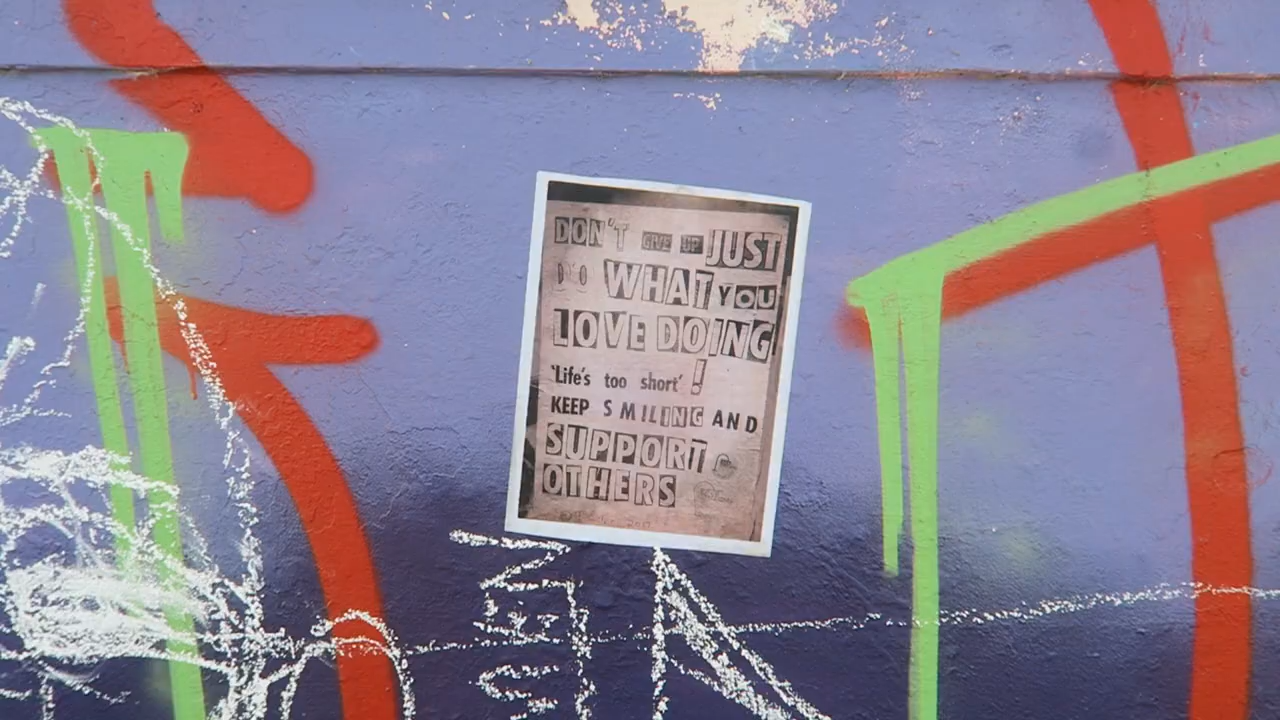 DON'T GIVE UP JUST
DO WHAT YOU
LOVE DOING
'Life's too short' !
KEEP SMILING AND
SUPPORT
OTHERS